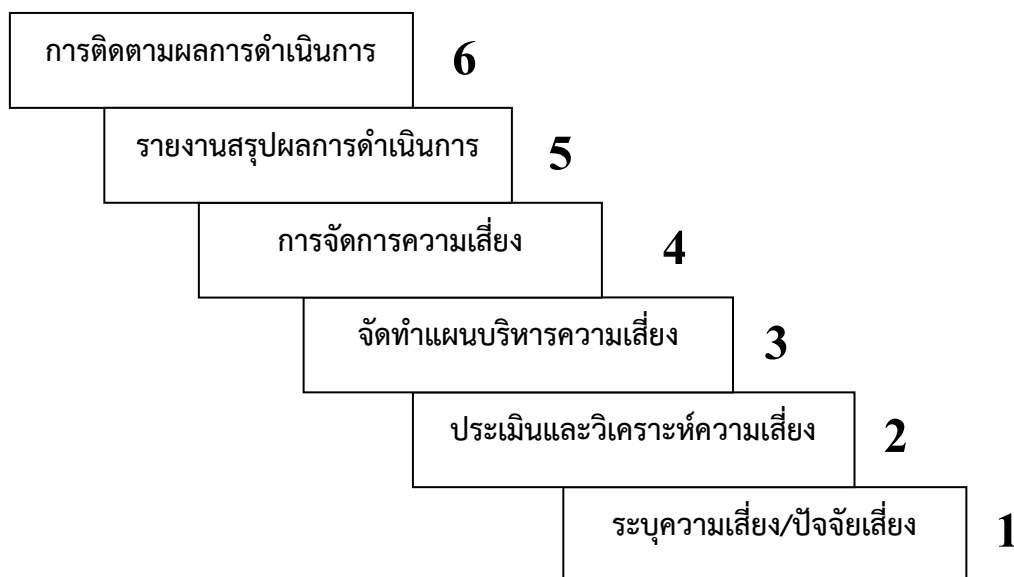 การติดตามผลการดำเนินการ 6
รายงานสรุปผลการดำเนินการ 5
การจัดการความเสี่ยง 4
จัดทำแผนบริหารความเสี่ยง 3
ประเมินและวิเคราะห์ความเสี่ยง 2
ระบุความเสี่ยง/ปัจจัยเสี่ยง 1